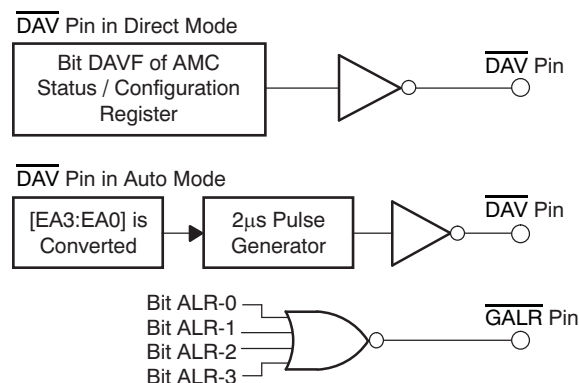 DAV Pin in Direct Mode
Bit DAVF of AMC
Status / Configuration
Register
DAV Pin
DAV Pin in Auto Mode
[EA3:EA0] is
Converted
2μs Pulse
Generator
DAV Pin
Bit ALR-0
Bit ALR-1
Bit ALR-2
Bit ALR-3
GALR Pin